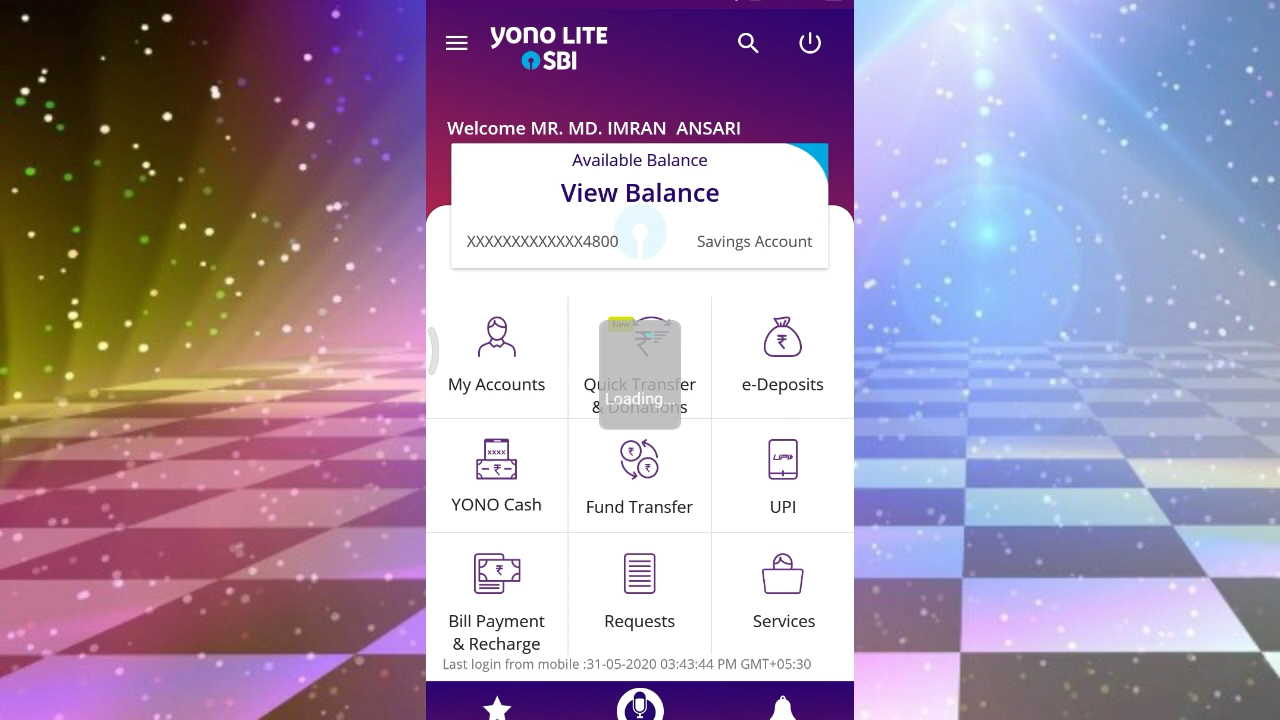 yono LITE
SBI
Welcome MR. MD. IMRAN ANSARI
Available Balance
View Balance
XXXXXXXXXXXXX4800 Savings Account
New
My Accounts
Quick Transfer
& Donations
e-Deposits
Loading...
xxxx
YONO Cash
Fund Transfer
UPI
UPI
Bill Payment
& Recharge
Requests
Services
Last login from mobile :31-05-2020 03:43:44 PM GMT+05:30